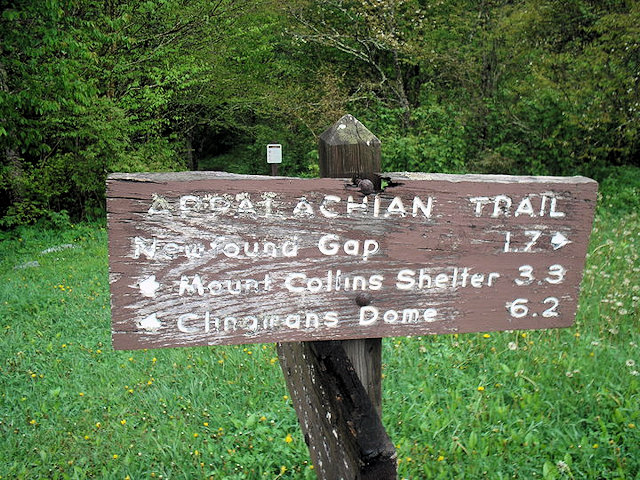 APPALACHIAN TRAIL
Newfound Gap 1.7
Mount Collins Shelter 3.3
Clingmans Dome 6.2